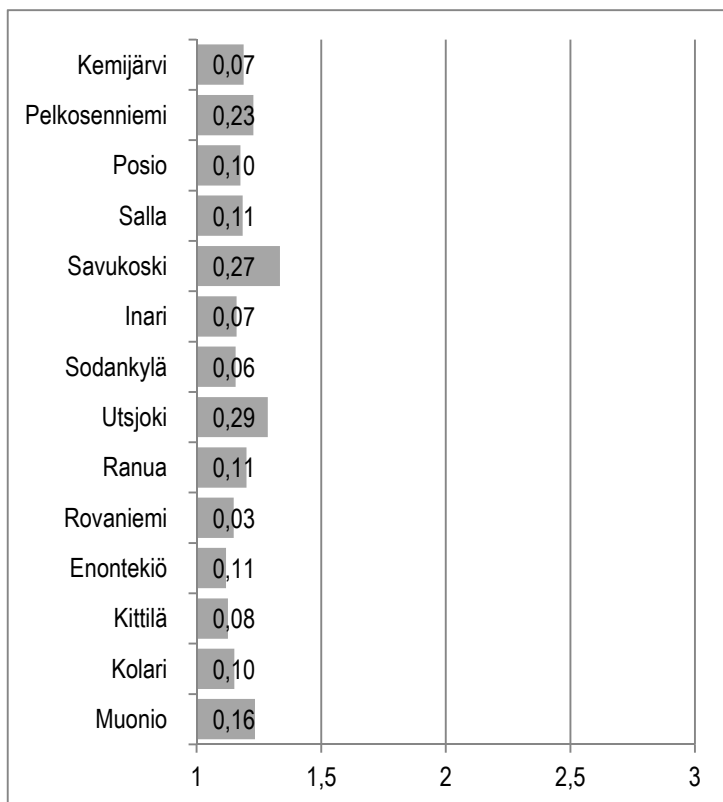 Kemijärvi 0,07
Pelkosenniemi 0,23
Posio 0,10
Salla 0,11
Savukoski 0,27
Inari 0,07
Sodankylä 0,06
Utsjoki 0,29
Ranua 0,11
Rovaniemi 0,03
Enontekiö 0,11
Kittilä 0,08
Kolari 0,10
Muonio 0,16
1 1,5 2 2,5 3